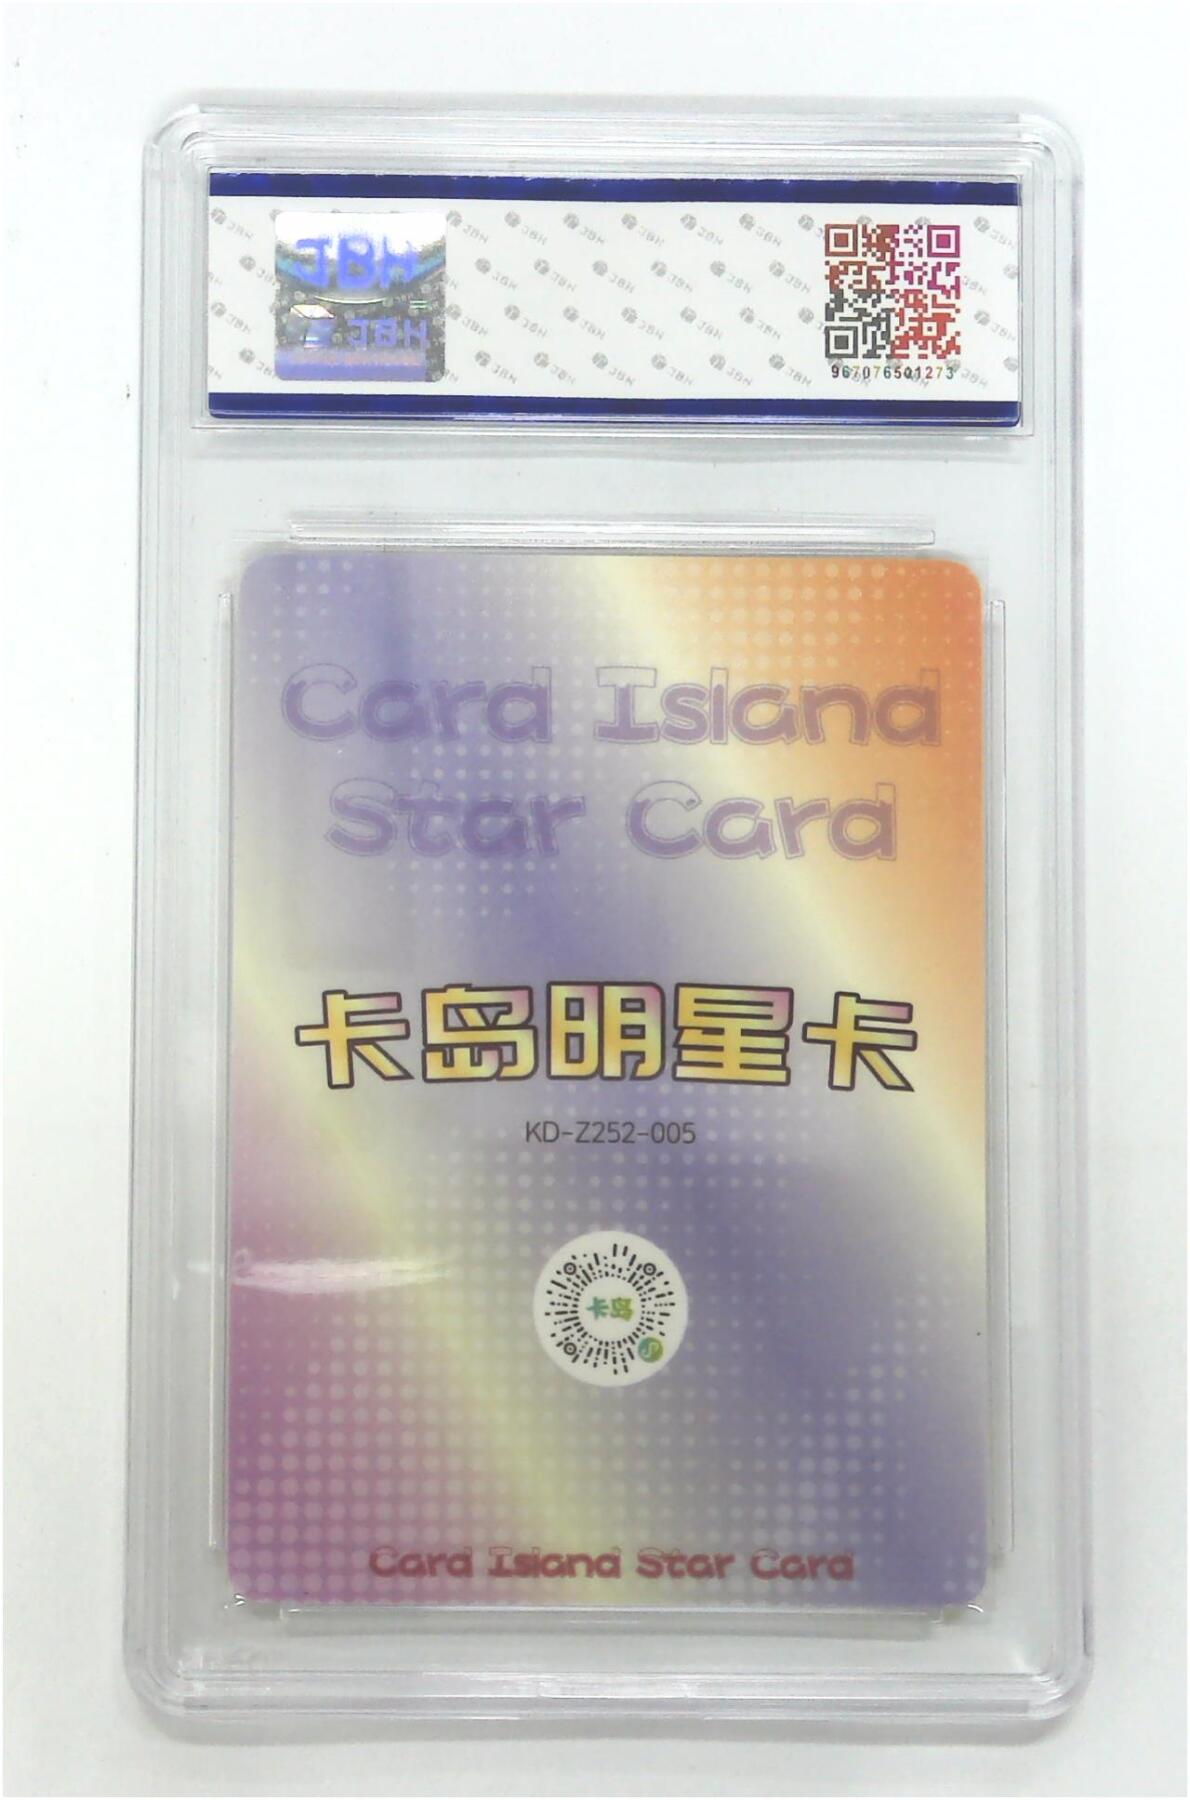 JBH
JBH
967076501273
Card Island
Star Card
卡岛明星卡
KD-Z252-005
卡岛
Card Island Star Card